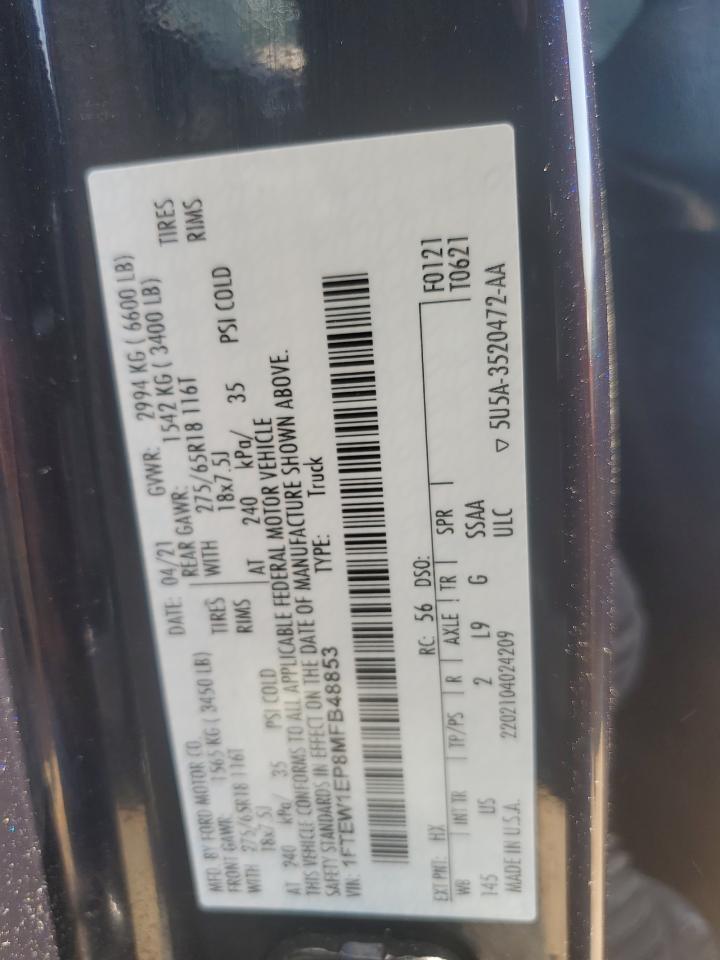 MFD. BY FORD MOTOR CO. DATE: 04/21 GVWR: 2994 KG ( 6600 LB)
FRONT GAWR: 1565 KG ( 3450 LB) REAR GAWR: 1542 KG ( 3400 LB)
WITH 275/65R18 116T TIRES WITH 275/65R18 116T TIRES
18x7.5J RIMS 18x7.5J RIMS
AT 240 kPa/ 35 PSI COLD AT 240 kPa/ 35 PSI COLD
THIS VEHICLE CONFORMS TO ALL APPLICABLE FEDERAL MOTOR VEHICLE
SAFETY STANDARDS IN EFFECT ON THE DATE OF MANUFACTURE SHOWN ABOVE.
VIN: 1FTEW1EP8MFB48853 TYPE: Truck
EXT PNT: HX RC: 56 DSO: F0121
WB INT TR TP/PS R AXLE TR SPR T0621
145 US 2 L9 G SSAA
MADE IN U.S.A. 2202104024209 ULC ▽ 5U5A-3520472-AA